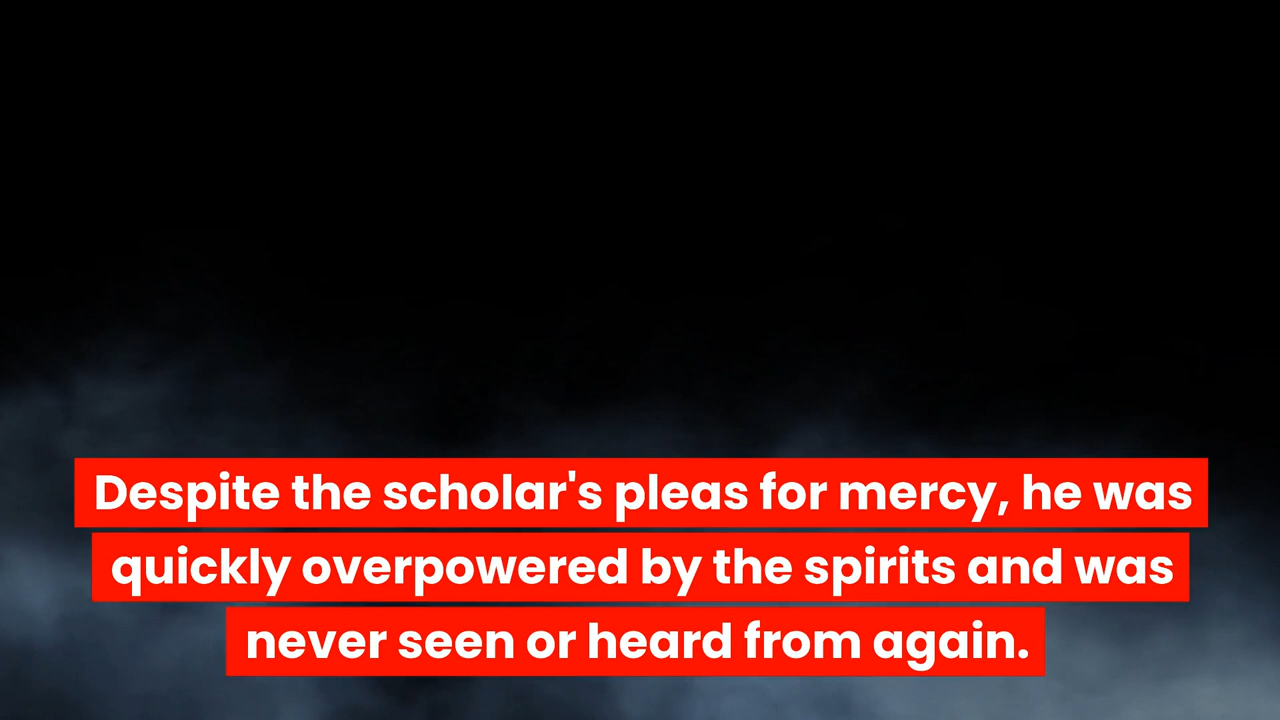 Despite the scholar's pleas for mercy, he was
quickly overpowered by the spirits and was
never seen or heard from again.